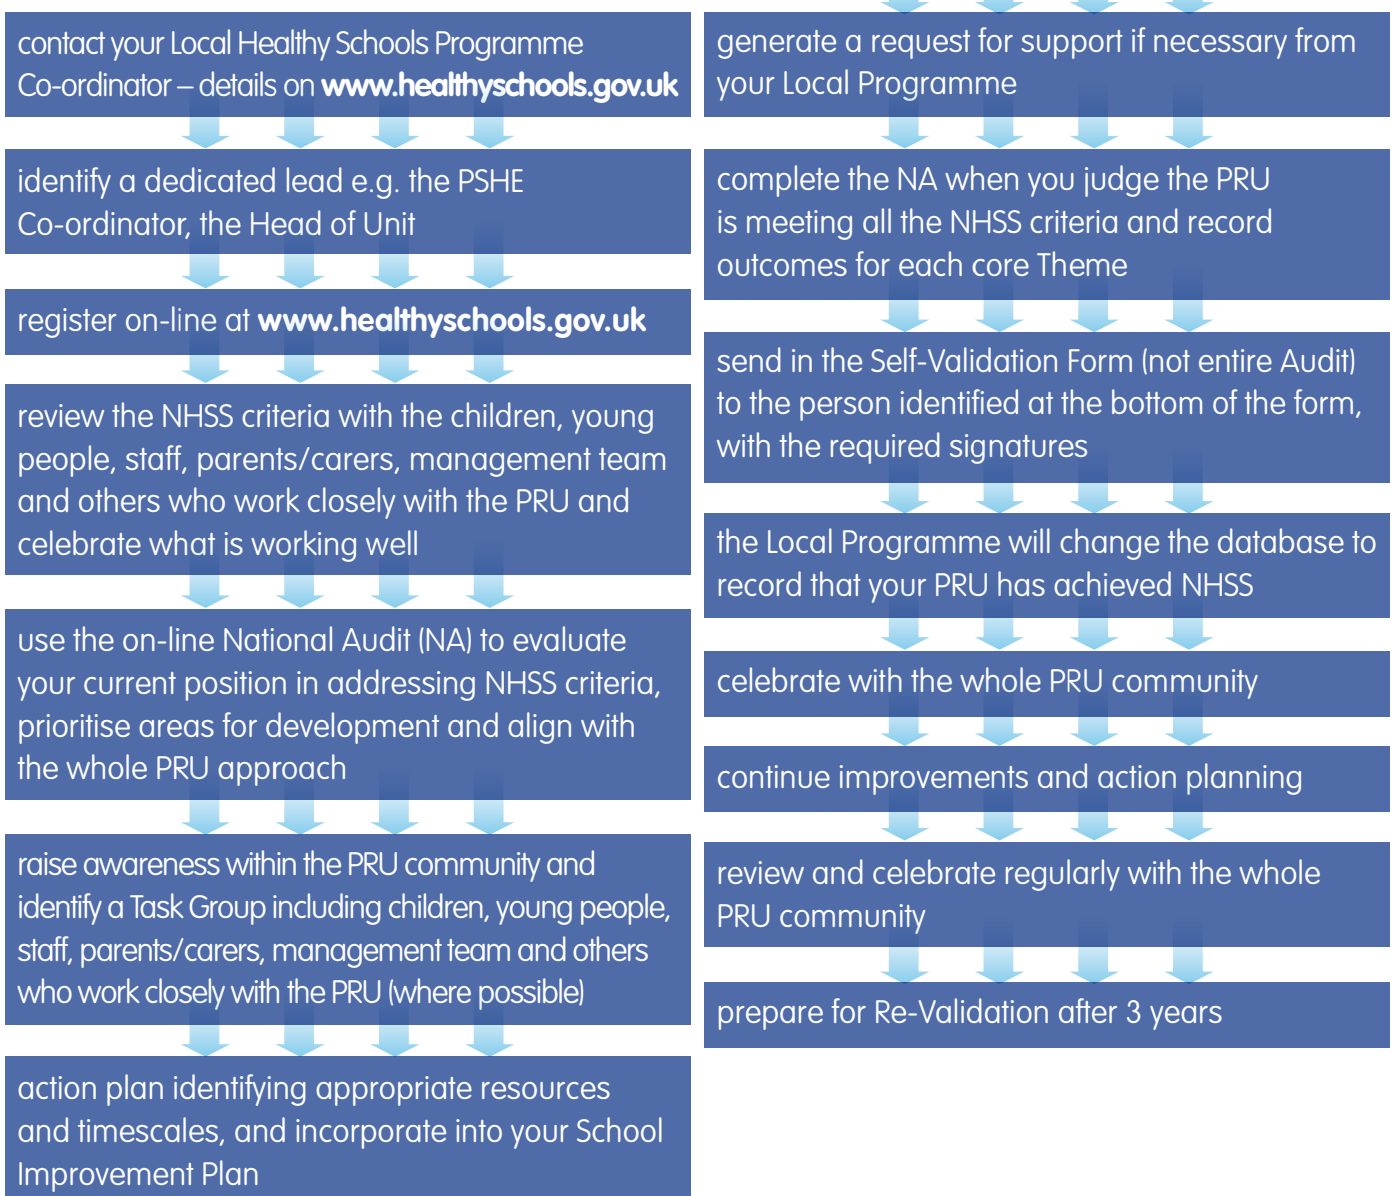 contact your Local Healthy Schools Programme
Co-ordinator – details on www.healthyschools.gov.uk
identify a dedicated lead e.g. the PSHE
Co-ordinator, the Head of Unit
register on-line at www.healthyschools.gov.uk
review the NHSS criteria with the children, young
people, staff, parents/carers, management team
and others who work closely with the PRU and
celebrate what is working well
use the on-line National Audit (NA) to evaluate
your current position in addressing NHSS criteria,
prioritise areas for development and align with
the whole PRU approach
raise awareness within the PRU community and
identify a Task Group including children, young people,
staff, parents/carers, management team and others
who work closely with the PRU (where possible)
action plan identifying appropriate resources
and timescales, and incorporate into your School
Improvement Plan
generate a request for support if necessary from
your Local Programme
complete the NA when you judge the PRU
is meeting all the NHSS criteria and record
outcomes for each core Theme
send in the Self-Validation Form (not entire Audit)
to the person identified at the bottom of the form,
with the required signatures
the Local Programme will change the database to
record that your PRU has achieved NHSS
celebrate with the whole PRU community
continue improvements and action planning
review and celebrate regularly with the whole
PRU community
prepare for Re-Validation after 3 years